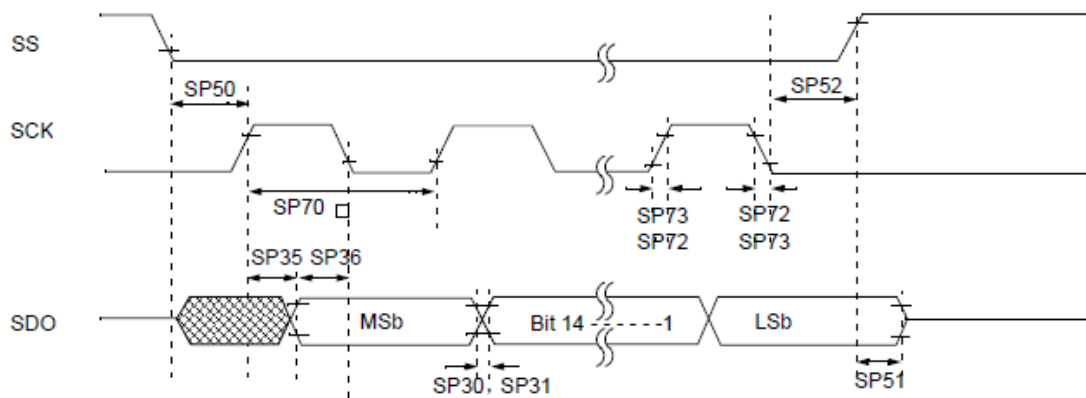 SS
SP50
SP52
SCK
SP70
SP73
SP72
SP72
SP73
SP35
SP36
SDO
MSb
Bit 14 - - - - - - -1
LSb
SP30, SP31
SP51